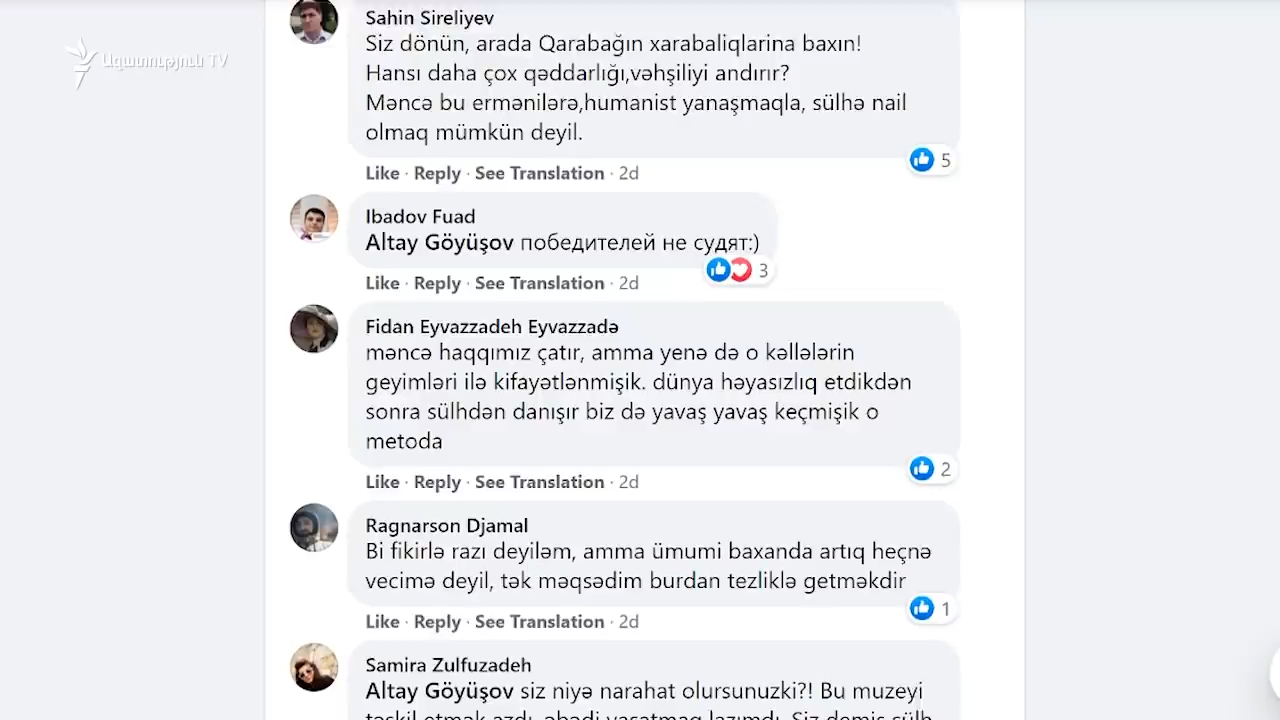 Ազատություն TV
Sahin Sireliyev
Siz dönün, arada Qarabağın xarabaliqlarina baxın!
Hansı daha çox qəddarlığı,vəhşiliyi andırır?
Məncə bu ermənilərə,humanist yanaşmaqla, sülhə nail
olmaq mümkün deyil.
5
Like · Reply · See Translation · 2d
Ibadov Fuad
Altay Göyüşov победителей не судят:)
3
Like · Reply · See Translation · 2d
Fidan Eyvazzadeh Eyvazzadə
məncə haqqımız çatır, amma yenə də o kəllələrin
geyimləri ilə kifayətlənmişik. dünya həyasızlıq etdikdən
sonra sülhdən danışır biz də yavaş yavaş keçmişik o
metoda
2
Like · Reply · See Translation · 2d
Ragnarson Djamal
Bi fikirlə razı deyiləm, amma ümumi baxanda artıq heçnə
vecimə deyil, tək məqsədim burdan tezliklə getməkdir
1
Like · Reply · See Translation · 2d
Samira Zulfuzadeh
Altay Göyüşov siz niyə narahat olursunuzki?! Bu muzeyi